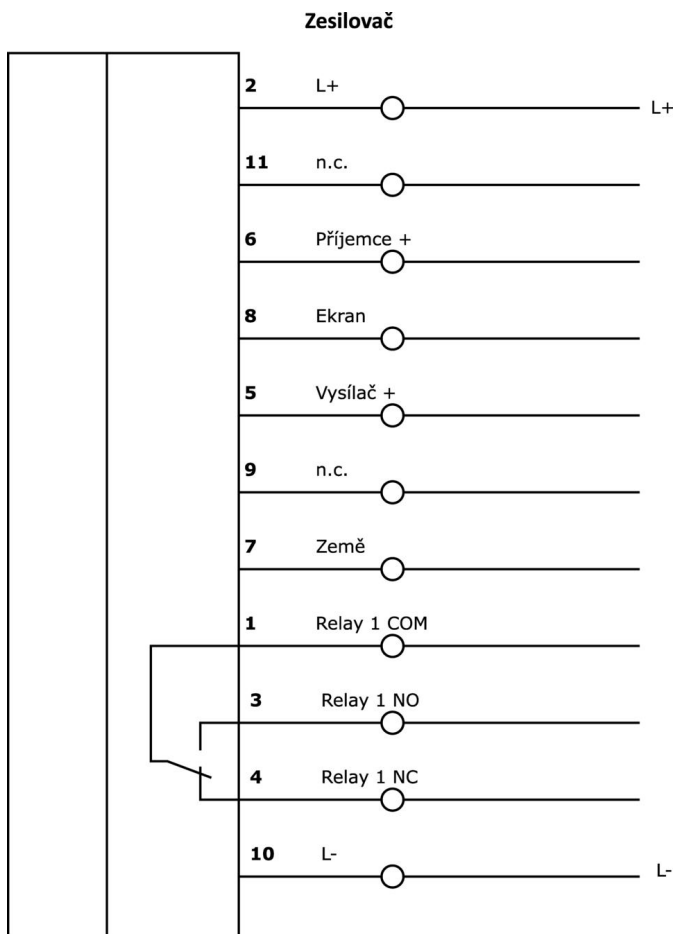 Zesilovač
2 L+
L+
11 n.c.
6 Příjemce +
8 Ekran
5 Vysílač +
9 n.c.
7 Země
1 Relay 1 COM
3 Relay 1 NO
4 Relay 1 NC
10 L-
L-